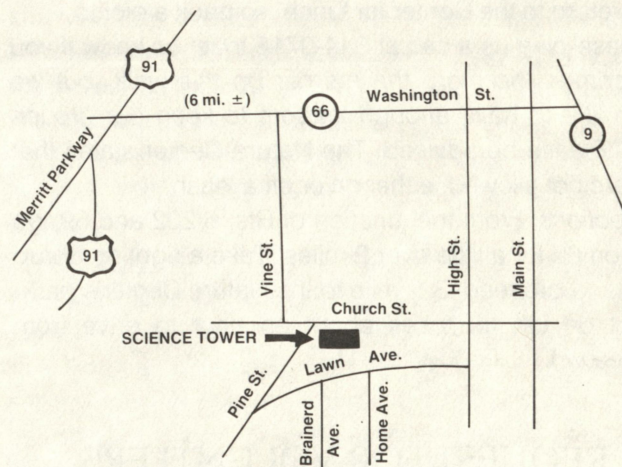 91
(6 mi. ±)
66
Washington St.
9
Merritt Parkway
91
Vine St.
High St.
Main St.
Church St.
SCIENCE TOWER
Lawn Ave.
Pine St.
Brainerd Ave.
Home Ave.